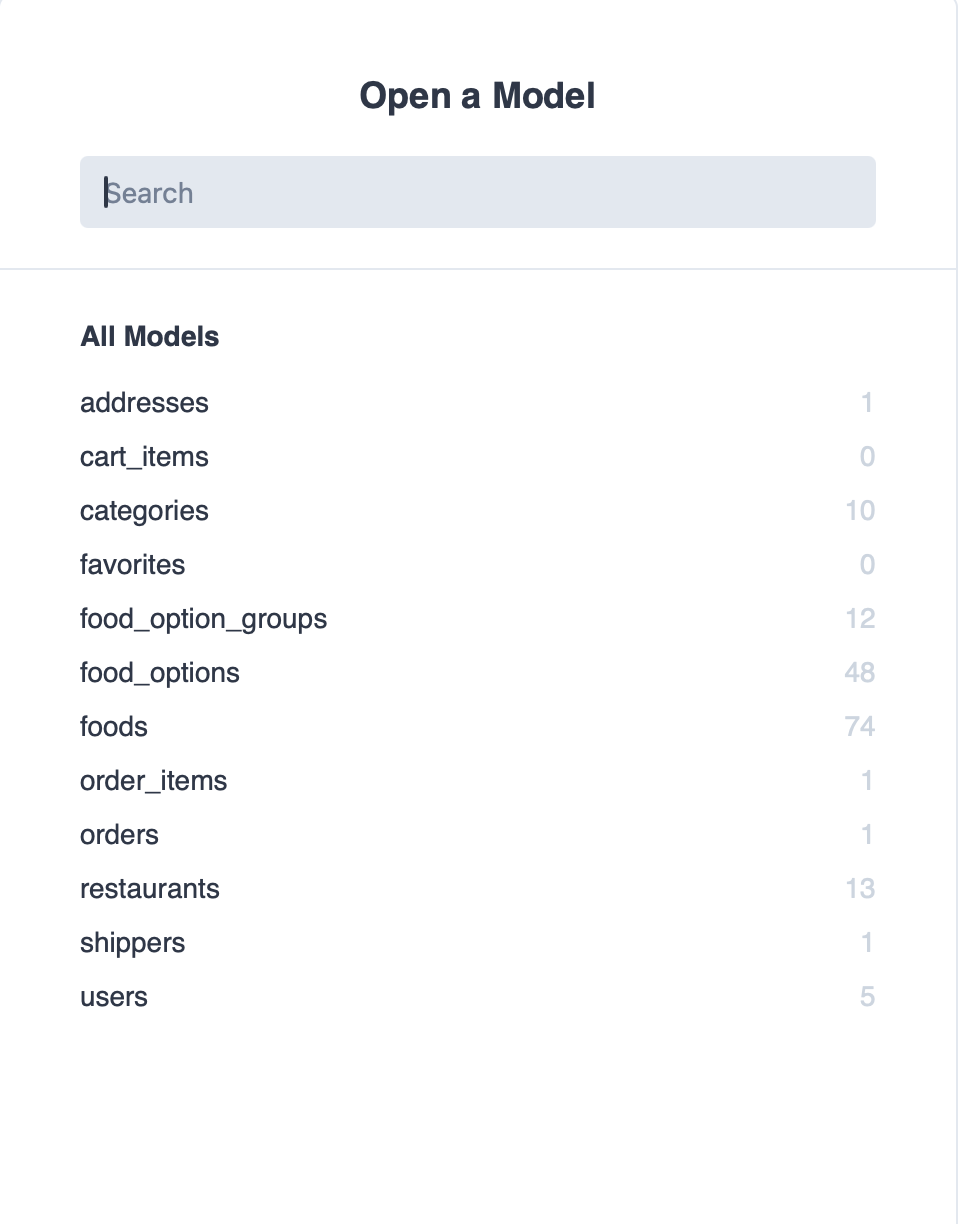 Open a Model
Search
All Models
addresses 1
cart_items 0
categories 10
favorites 0
food_option_groups 12
food_options 48
foods 74
order_items 1
orders 1
restaurants 13
shippers 1
users 5